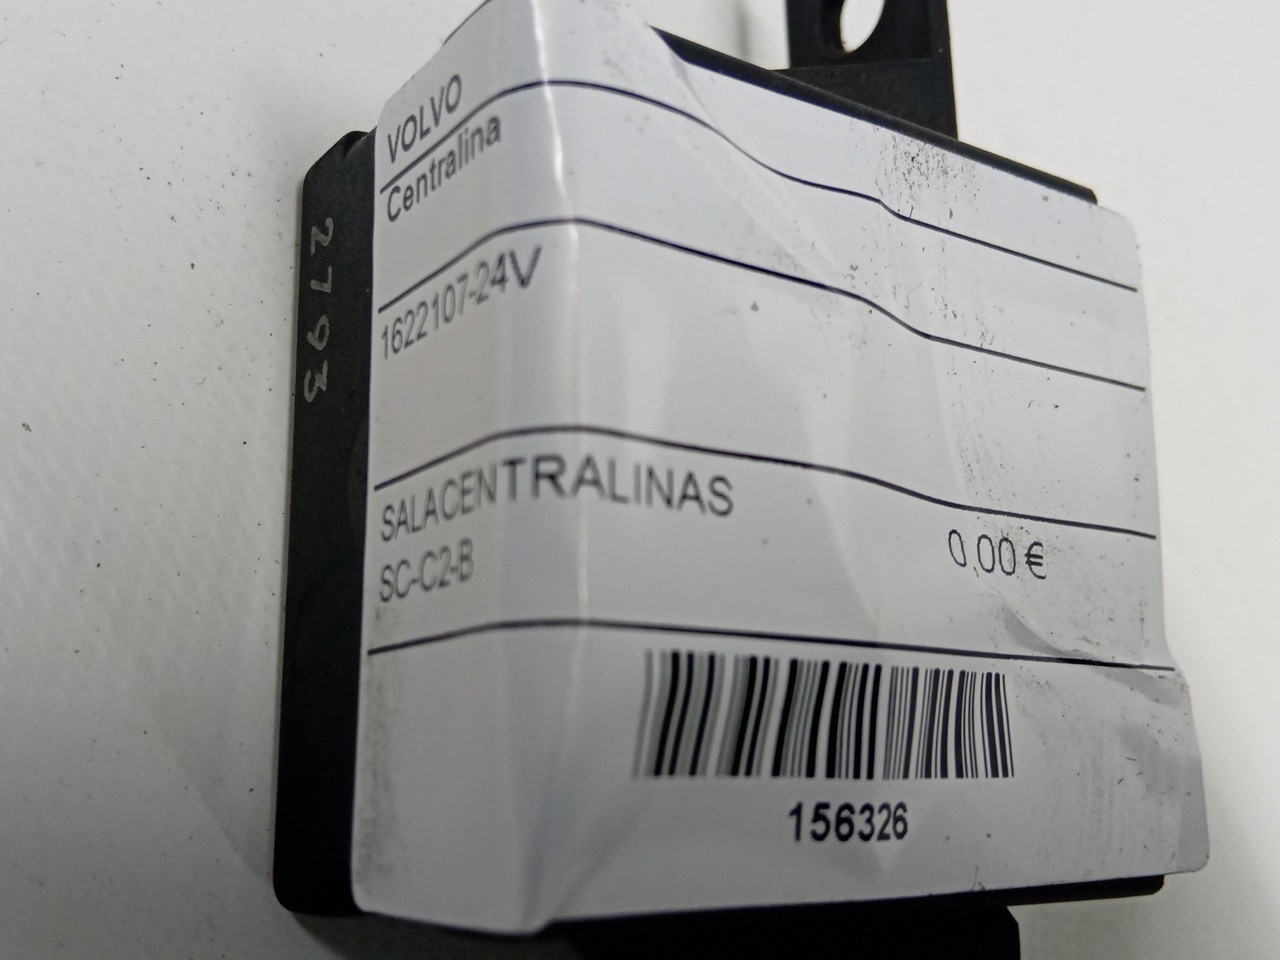 VOLVO
Centralina
1622107-24V
SALACENTRALINAS
SC-C2-B
0,00 €
156326
2793